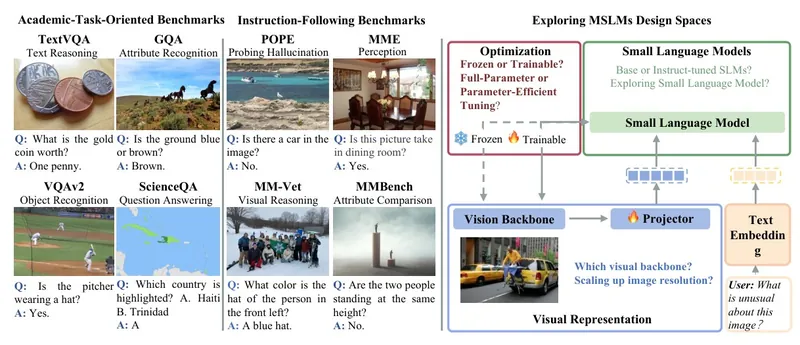 Academic-Task-Oriented Benchmarks
TextVQA
Text Reasoning
Q: What is the gold
coin worth?
A: One penny.
GQA
Attribute Recognition
Q: Is the ground blue
or brown?
A: Brown.
VQAv2
Object Recognition
Q: Is the pitcher
wearing a hat?
A: Yes.
ScienceQA
Question Answering
Q: Which country is
highlighted? A. Haiti
B. Trinidad
A: A
Instruction-Following Benchmarks
POPE
Probing Hallucination
Q: Is there a car in the
image?
A: No.
MME
Perception
Q: Is this picture take
in dining room?
A: Yes.
MM-Vet
Visual Reasoning
Q: What color is the
hat of the person in
the front left?
A: A blue hat.
MMBench
Attribute Comparison
Q: Are the two people
standing at the same
height?
A: No.
Exploring MSLMs Design Spaces
Optimization
Frozen or Trainable?
Full-Parameter or
Parameter-Efficient
Tuning?
Frozen
Trainable
Small Language Models
Base or Instruct-tuned SLMs?
Exploring Small Language Model?
Small Language Model
Vision Backbone
Projector
Which visual backbone?
Scaling up image resolution?
Visual Representation
Text
Embeddin
g
User: What
is unusual
about this
image?